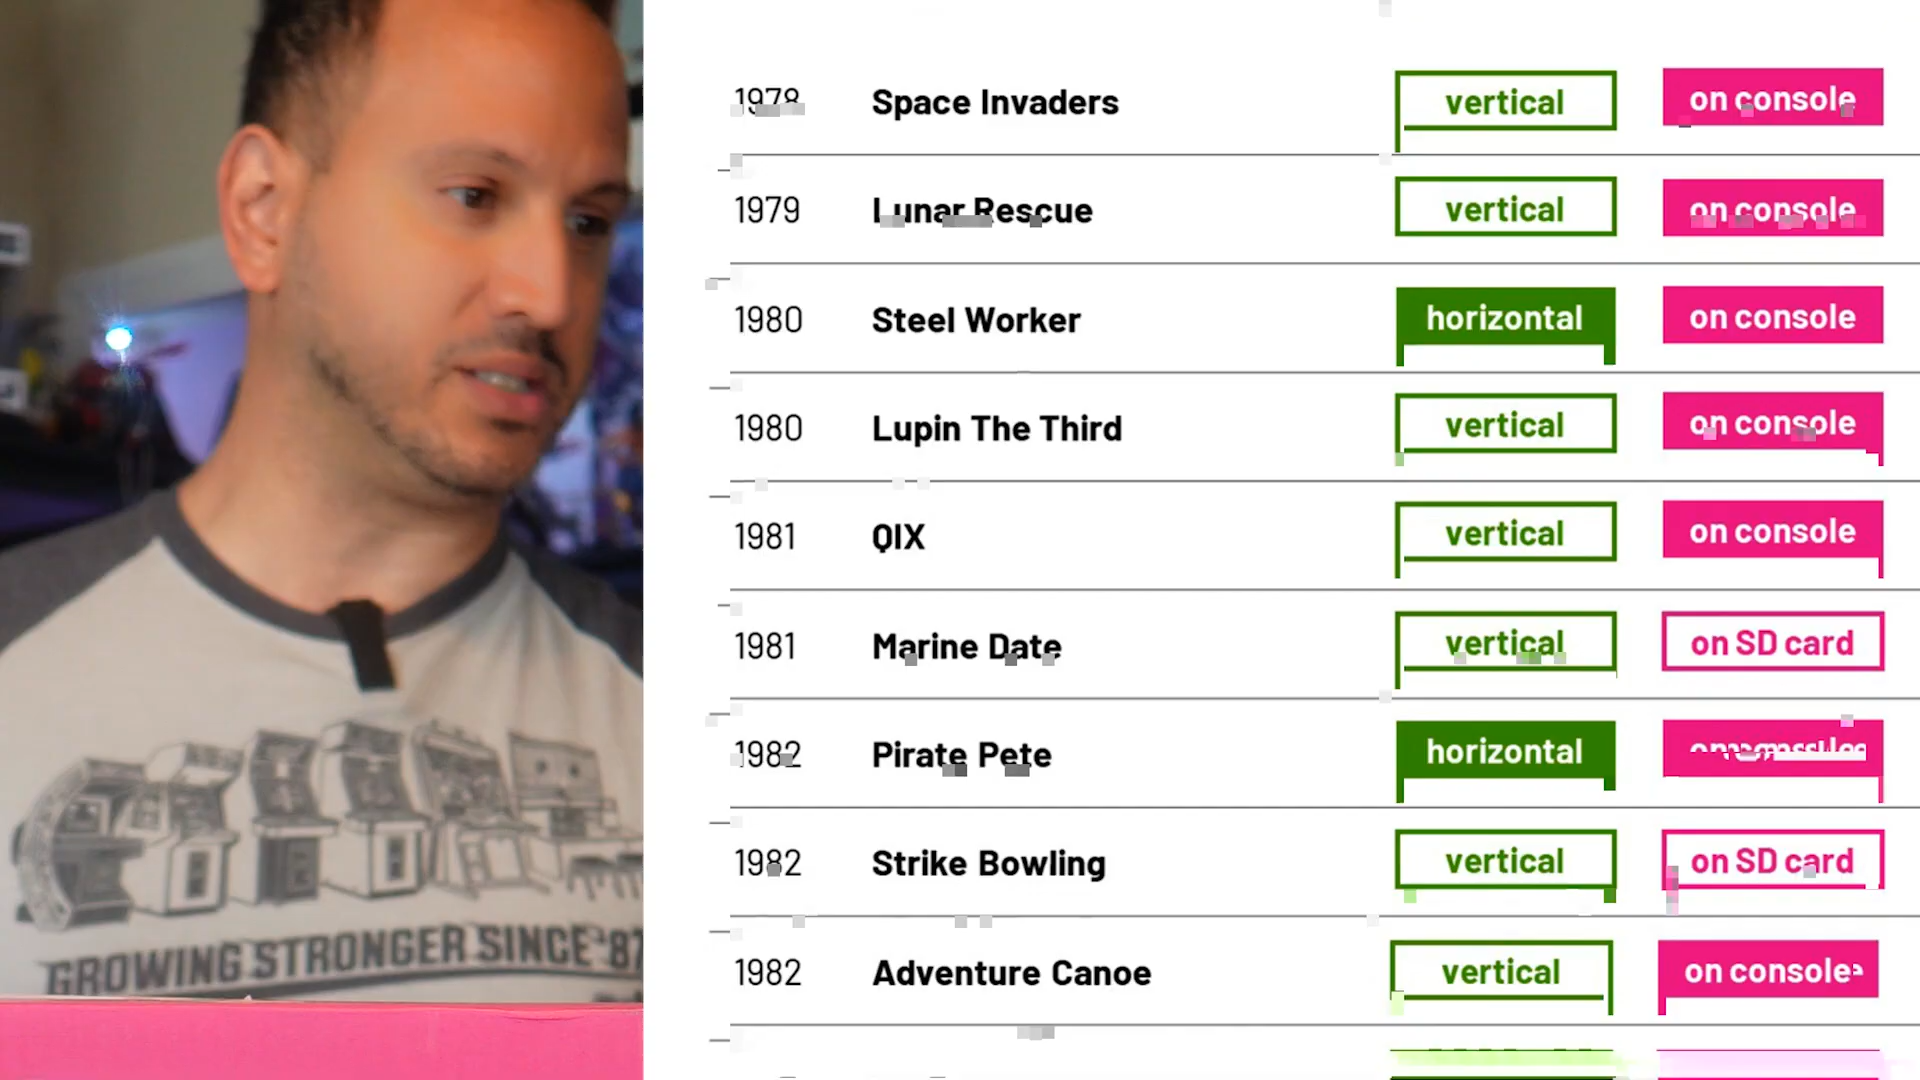 1978 Space Invaders vertical on console
1979 Lunar Rescue vertical on console
1980 Steel Worker horizontal on console
1980 Lupin The Third vertical on console
1981 QIX vertical on console
1981 Marine Date vertical on SD card
1982 Pirate Pete horizontal
1982 Strike Bowling vertical on SD card
1982 Adventure Canoe vertical on console
GROWING STRONGER SINCE '87